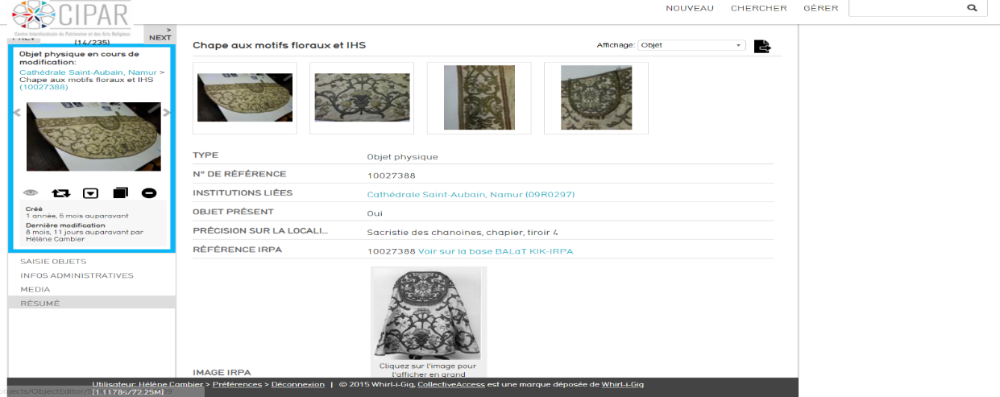 CIPAR
Centre Interdiocésain du Patrimoine et des Arts Religieux
NOUVEAU CHERCHER GÉRER
PREV (14/235) > NEXT
Objet physique en cours de modification:
Cathédrale Saint-Aubain, Namur >
Chape aux motifs floraux et IHS
(10027388)
Créé
1 année, 6 mois auparavant
Dernière modification
8 mois, 11 jours auparavant par
Hélène Cambier
SAISIE OBJETS
INFOS ADMINISTRATIVES
MEDIA
RÉSUMÉ
Chape aux motifs floraux et IHS
Affichage: Objet
TYPE Objet physique
N° DE RÉFÉRENCE 10027388
INSTITUTIONS LIÉES Cathédrale Saint-Aubain, Namur (09R0297)
OBJET PRÉSENT Oui
PRÉCISION SUR LA LOCALI... Sacristie des chanoines, chapier, tiroir 4
RÉFÉRENCE IRPA 10027388 Voir sur la base BALaT KIK-IRPA
IMAGE IRPA
Cliquez sur l'image pour
l'afficher en grand
Utilisateur: Hélène Cambier > Préférences > Déconnexion | © 2015 Whirl-i-Gig, CollectiveAccess est une marque déposée de Whirl-i-Gig
[1.1178s/72.25M]